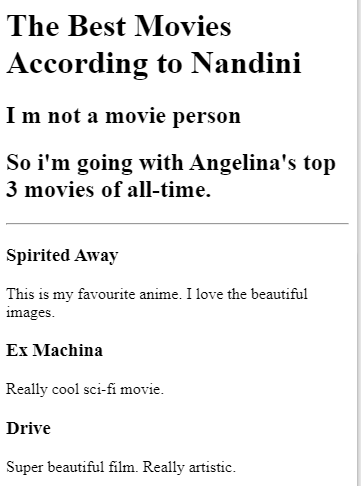 The Best Movies
According to Nandini
I m not a movie person
So i'm going with Angelina's top
3 movies of all-time.
Spirited Away
This is my favourite anime. I love the beautiful
images.
Ex Machina
Really cool sci-fi movie.
Drive
Super beautiful film. Really artistic.